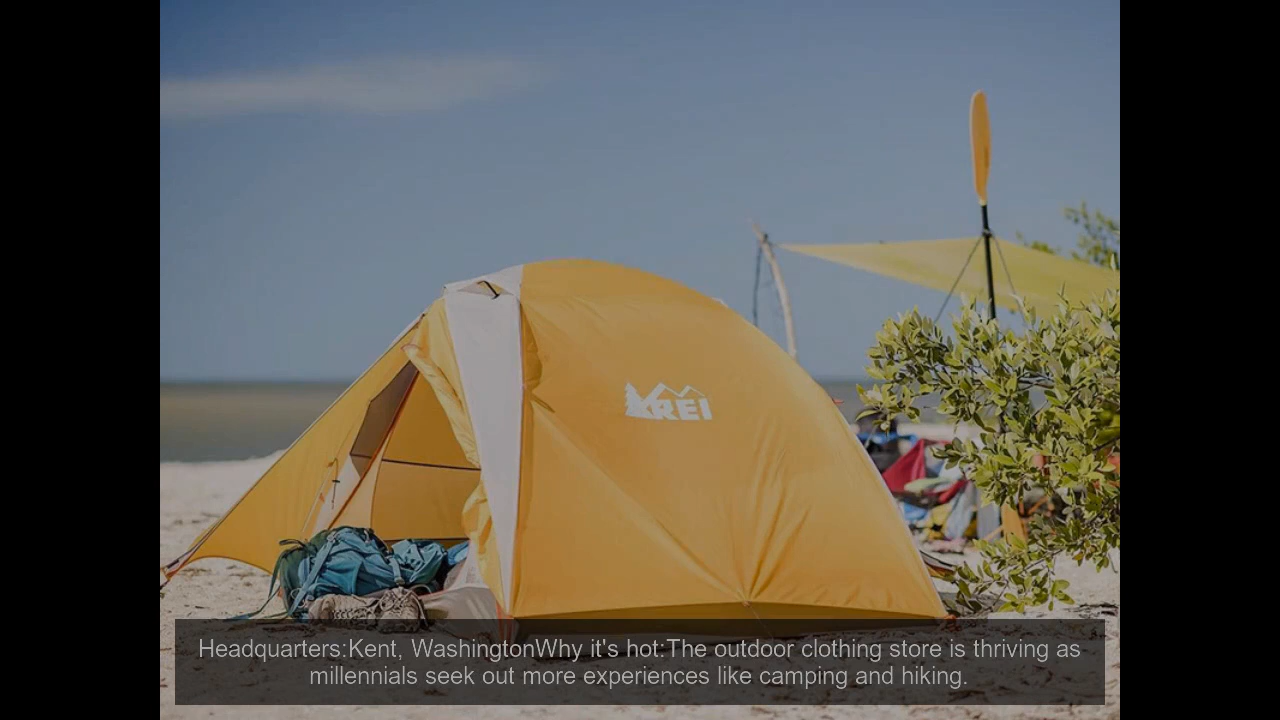 REI
Headquarters:Kent, WashingtonWhy it's hot:The outdoor clothing store is thriving as
millennials seek out more experiences like camping and hiking.